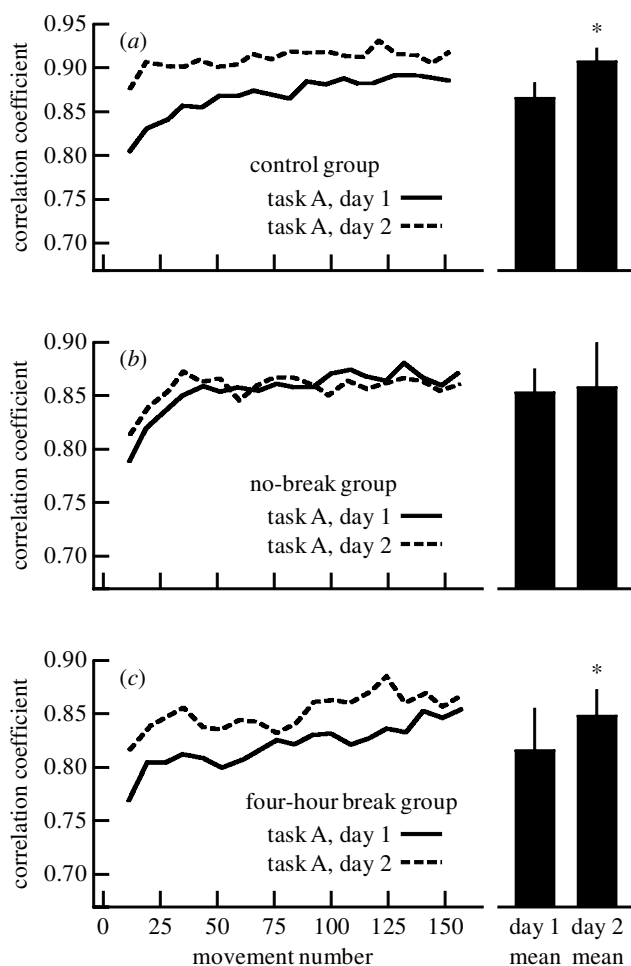 0.95
(a)
*
0.90
0.85
0.80
0.75
0.70
correlation coefficient
control group
task A, day 1
task A, day 2
0.90
(b)
0.85
0.80
0.75
0.70
correlation coefficient
no-break group
task A, day 1
task A, day 2
0.90
(c)
*
0.85
0.80
0.75
0.70
correlation coefficient
four-hour break group
task A, day 1
task A, day 2
0 25 50 75 100 125 150
movement number
day 1 mean
day 2 mean